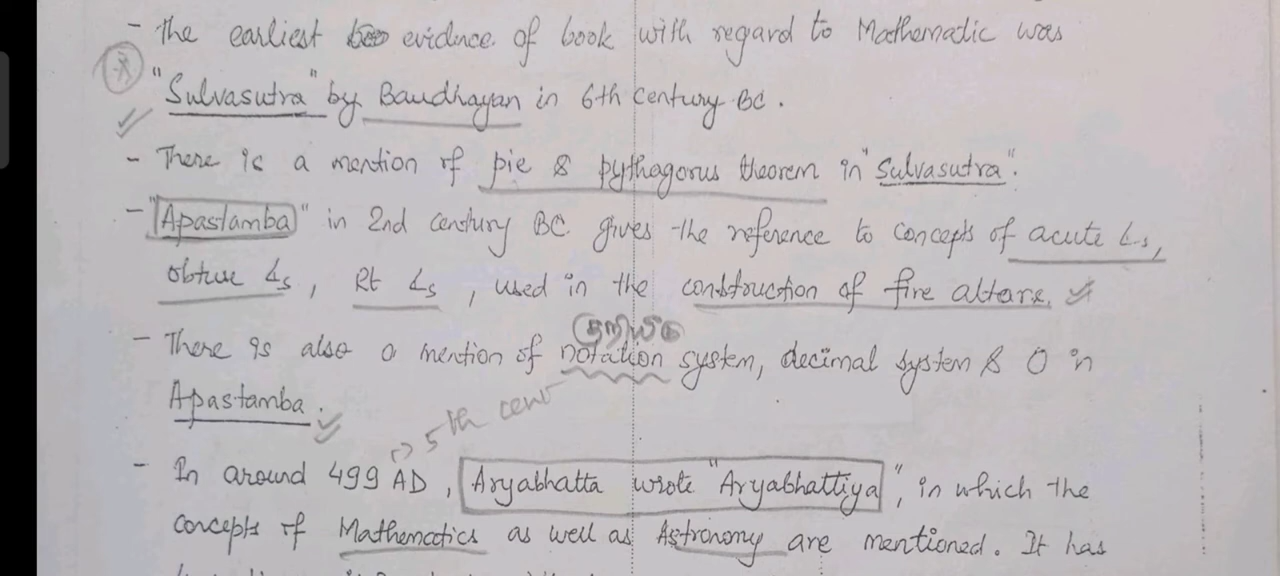 - The earliest evidence of book with regard to Mathematic was
"Sulvasutra" by Baudhayan in 6th century BC.
- There is a mention of pie & pythagorus theorem in "Sulvasutra".
- "Apastamba" in 2nd century BC gives the reference to concepts of acute ∠s,
obtuse ∠s, Rt ∠s, used in the construction of fire altars.
குறியீடு
- There is also a mention of notation system, decimal system & 0 in
Apastamba.
→ 5th cent
- In around 499 AD, Aryabhatta wrote "Aryabhattiya", in which the
concepts of Mathematics as well as Astronomy are mentioned. It has